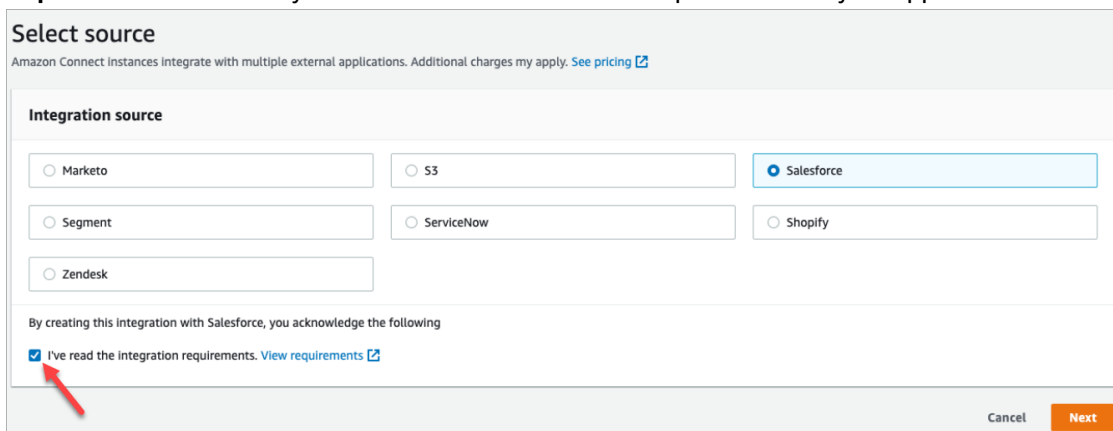 Select source
Amazon Connect instances integrate with multiple external applications. Additional charges my apply. See pricing
Integration source
Marketo
S3
Salesforce
Segment
ServiceNow
Shopify
Zendesk
By creating this integration with Salesforce, you acknowledge the following
I've read the integration requirements. View requirements
Cancel
Next